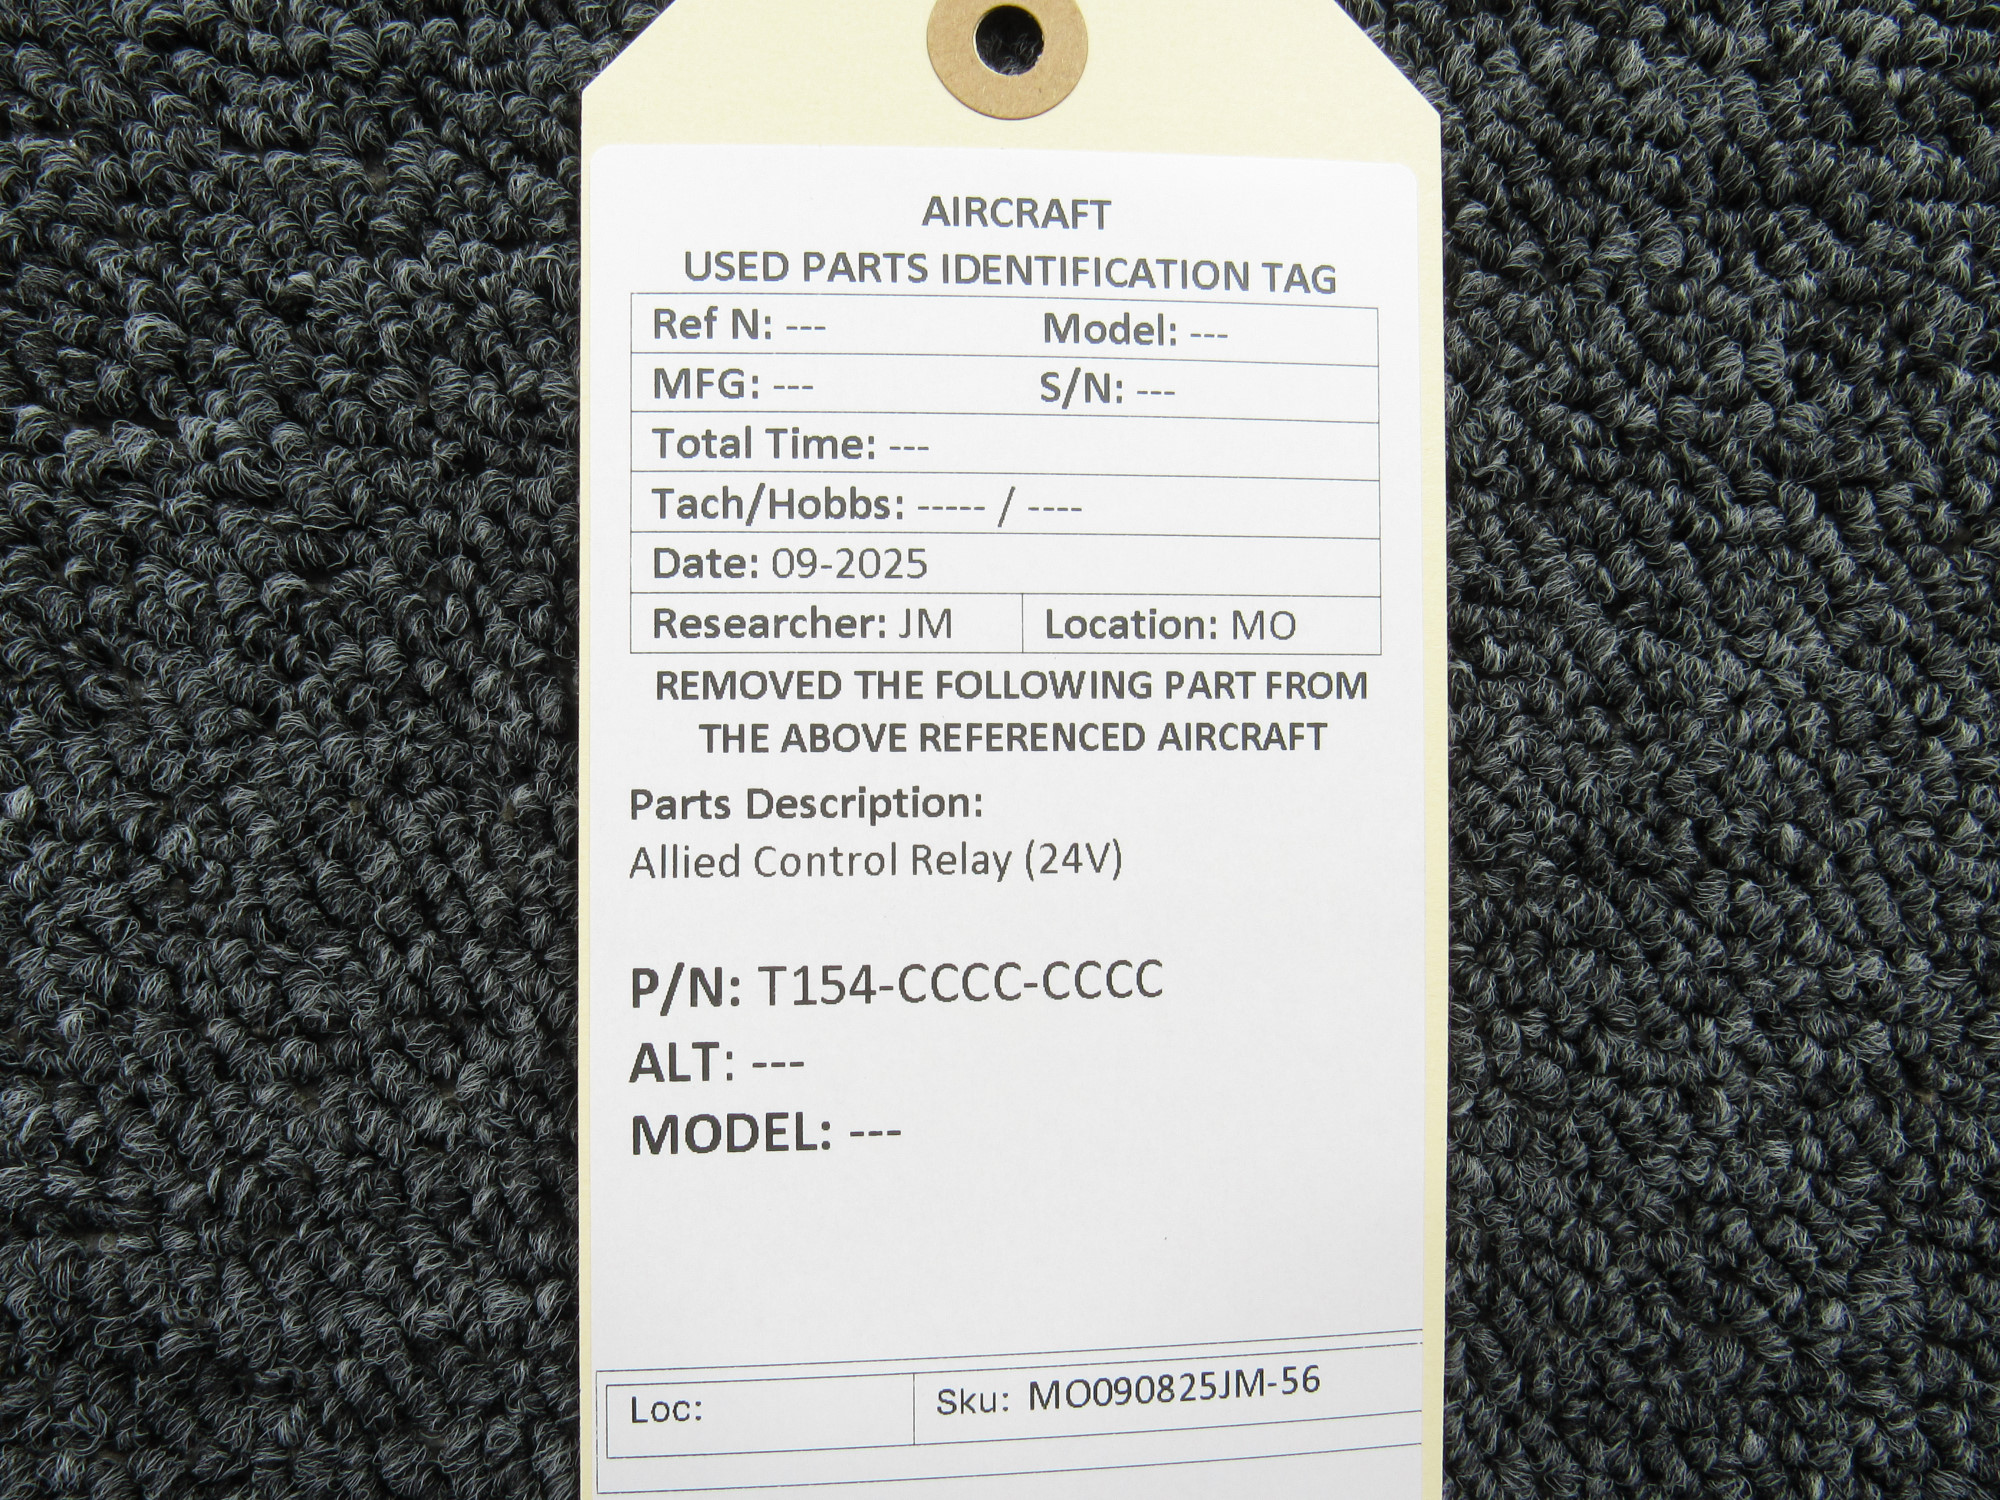 AIRCRAFT
USED PARTS IDENTIFICATION TAG
Ref N: --- Model: ---
MFG: --- S/N: ---
Total Time: ---
Tach/Hobbs: ----- / ----
Date: 09-2025
Researcher: JM Location: MO
REMOVED THE FOLLOWING PART FROM
THE ABOVE REFERENCED AIRCRAFT
Parts Description:
Allied Control Relay (24V)
P/N: T154-CCCC-CCCC
ALT: ---
MODEL: ---
Loc: Sku: MO090825JM-56